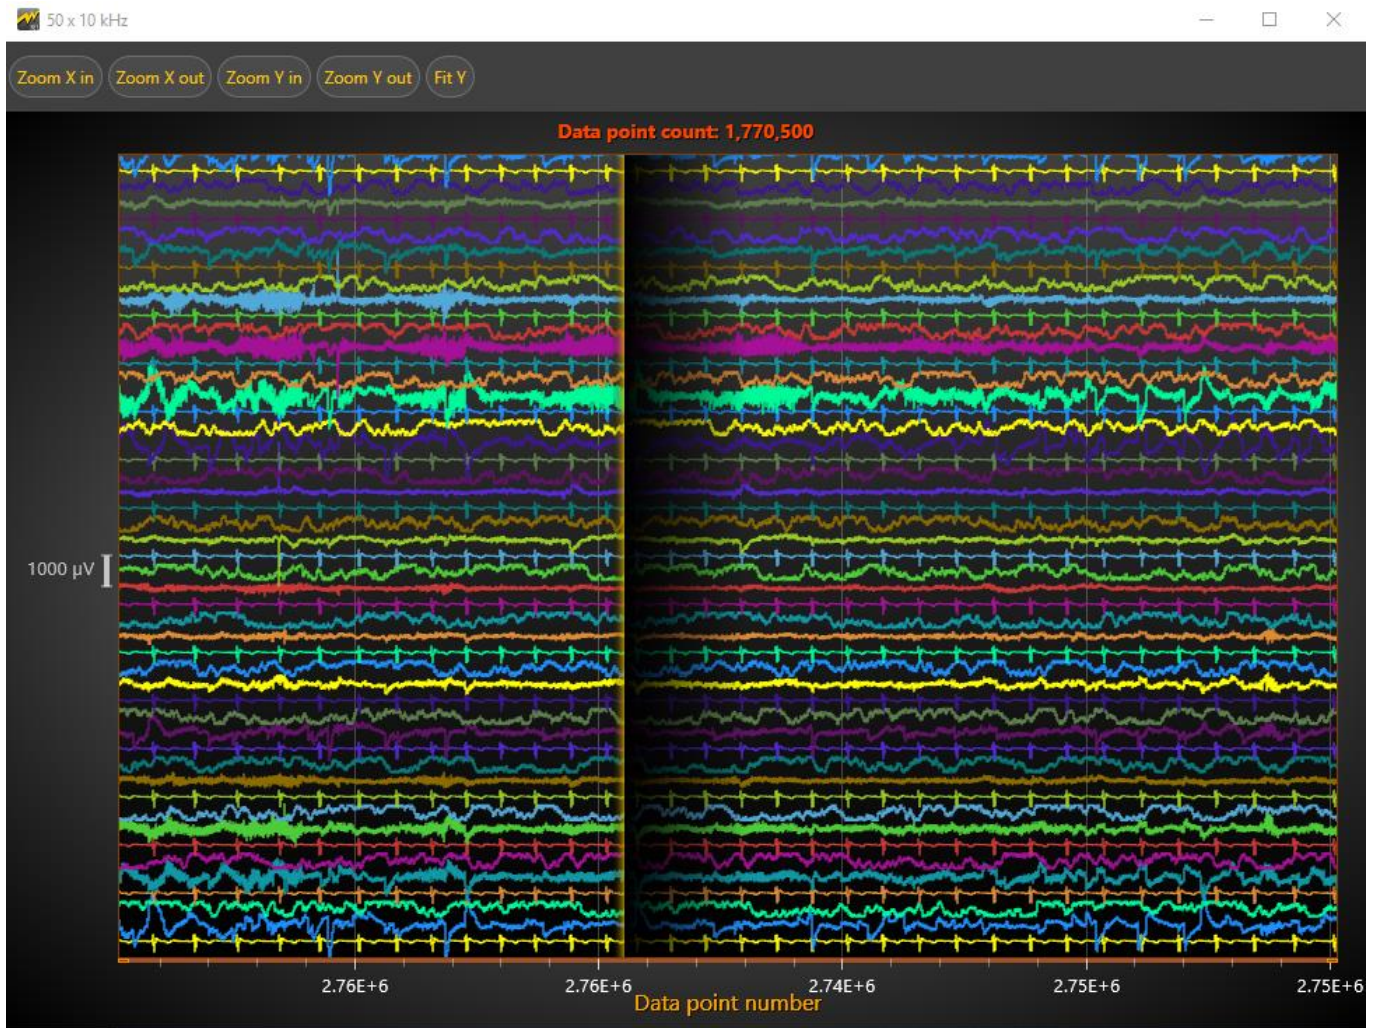 50 x 10 kHz
Zoom X in Zoom X out Zoom Y in Zoom Y out Fit Y
Data point count: 1,770,500
1000 µV
2.76E+6 2.76E+6 2.74E+6 2.75E+6 2.75E+6
Data point number